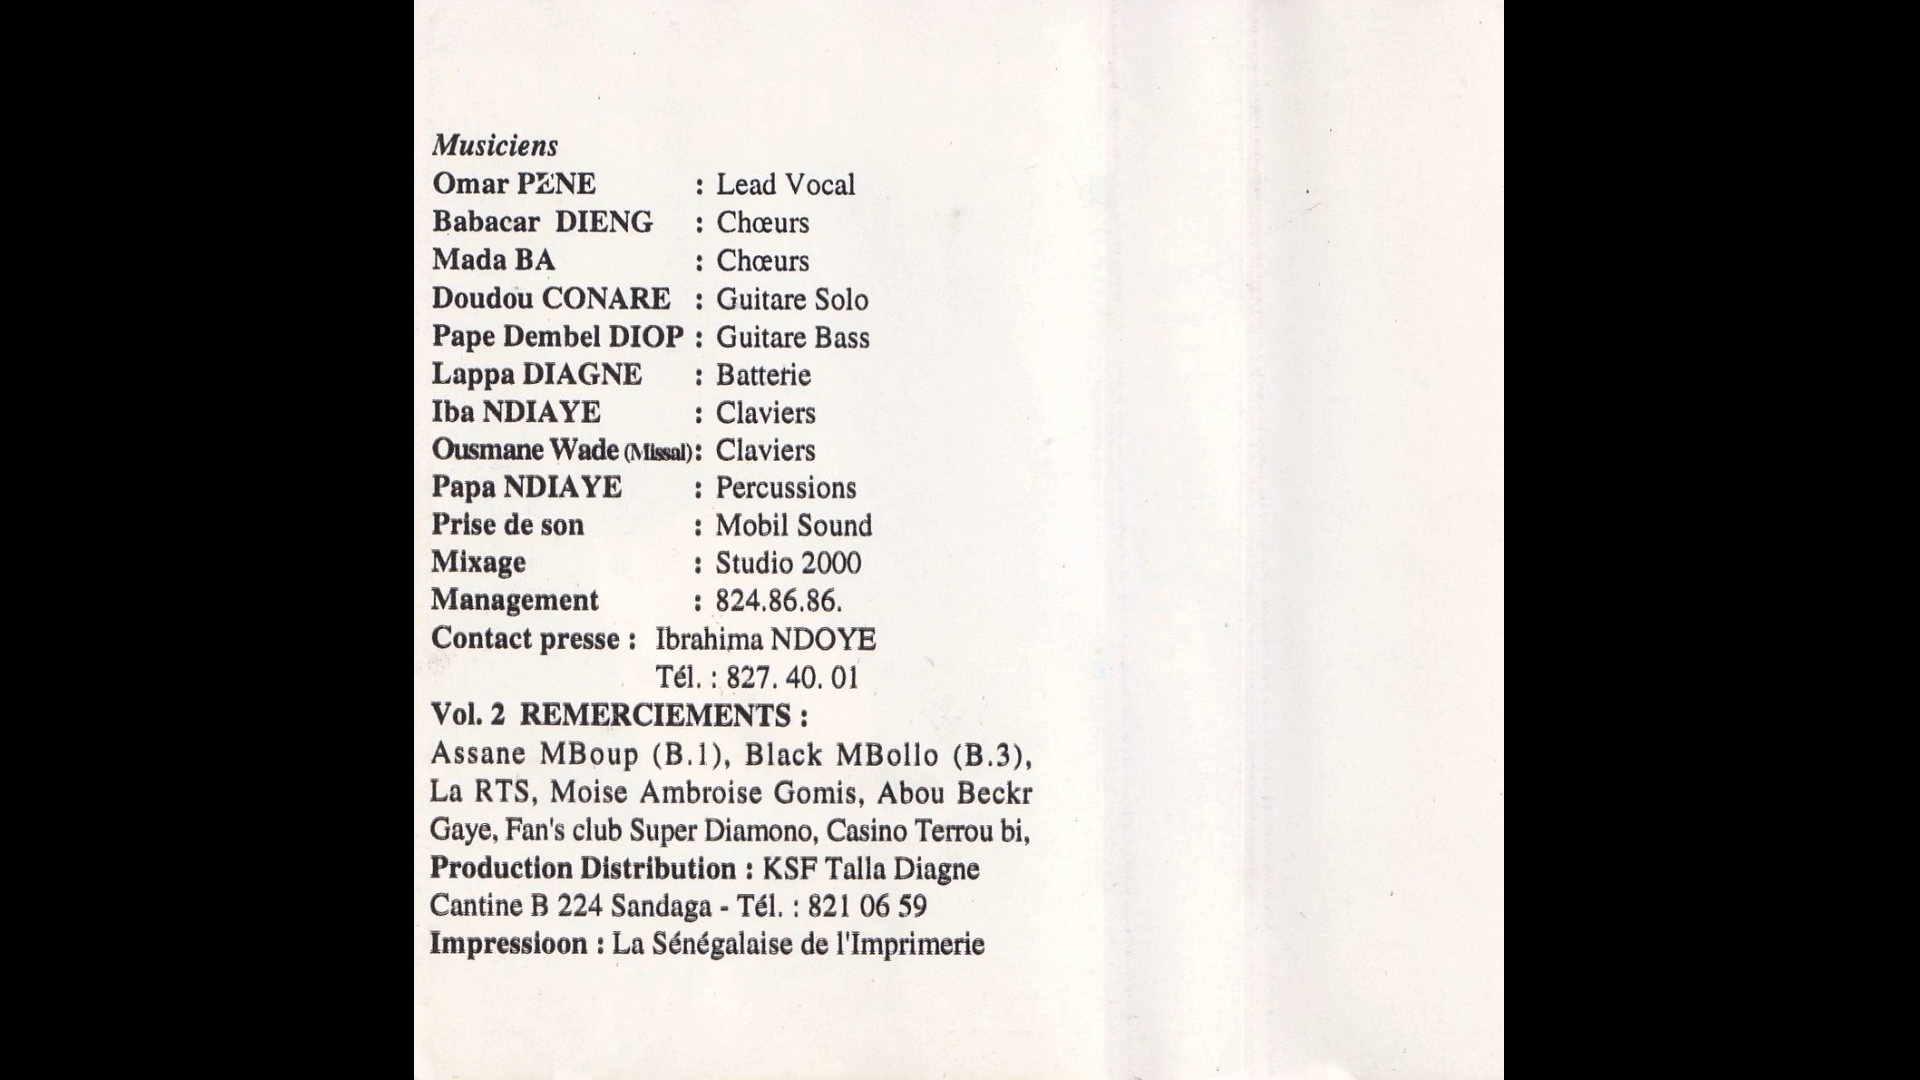 Musiciens
Omar PENE : Lead Vocal
Babacar DIENG : Chœurs
Mada BA : Chœurs
Doudou CONARE : Guitare Solo
Pape Dembel DIOP : Guitare Bass
Lappa DIAGNE : Batterie
Iba NDIAYE : Claviers
Ousmane Wade (Missal) : Claviers
Papa NDIAYE : Percussions
Prise de son : Mobil Sound
Mixage : Studio 2000
Management : 824.86.86.
Contact presse : Ibrahima NDOYE
Tél. : 827. 40. 01
Vol. 2 REMERCIEMENTS :
Assane MBoup (B.1), Black MBollo (B.3),
La RTS, Moise Ambroise Gomis, Abou Beckr
Gaye, Fan's club Super Diamono, Casino Terrou bi,
Production Distribution : KSF Talla Diagne
Cantine B 224 Sandaga - Tél. : 821 06 59
Impressioon : La Sénégalaise de l'Imprimerie